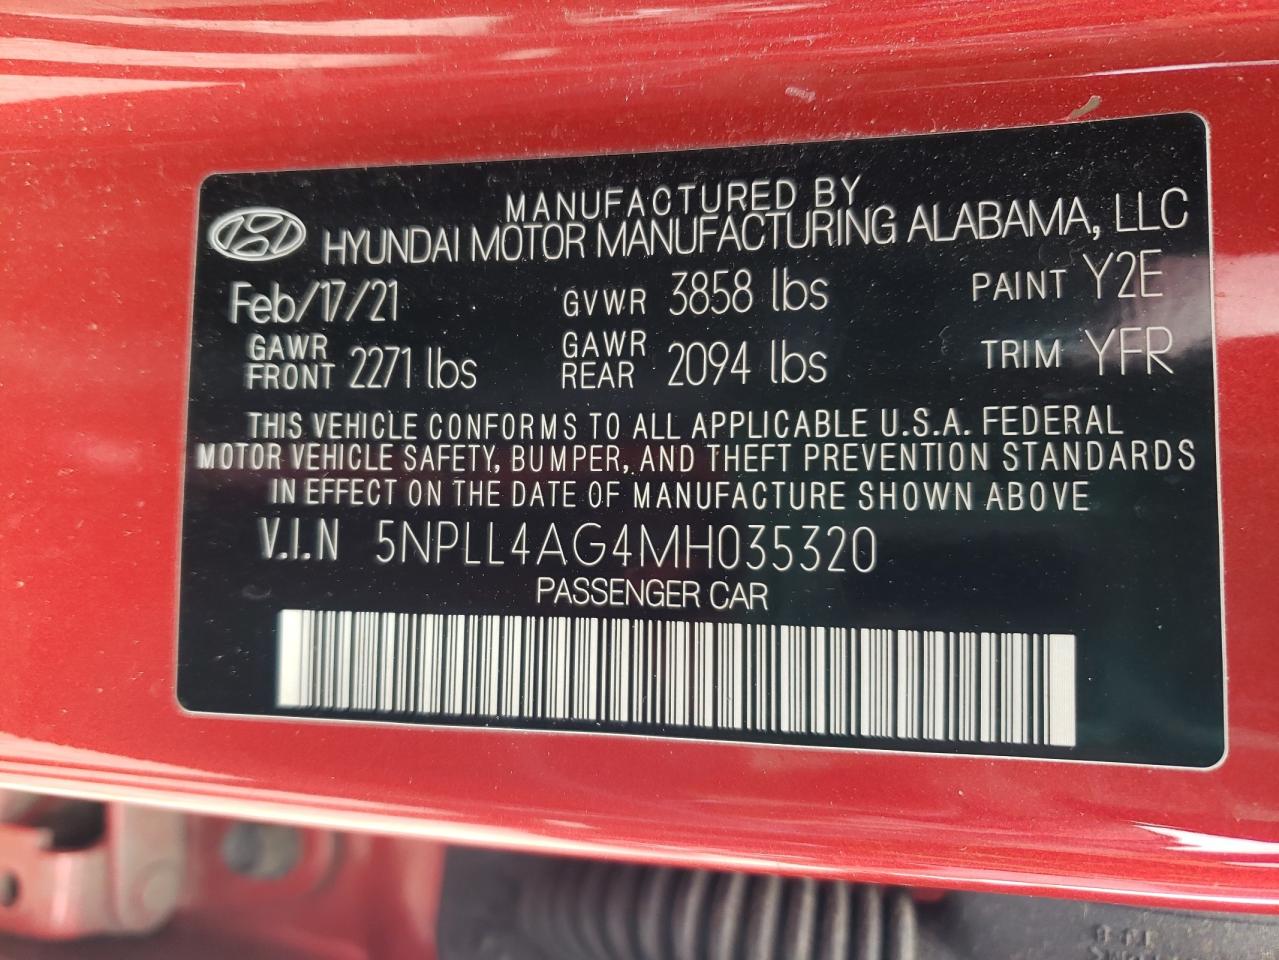 MANUFACTURED BY
HYUNDAI MOTOR MANUFACTURING ALABAMA, LLC
Feb/17/21 GVWR 3858 lbs PAINT Y2E
GAWR FRONT 2271 lbs GAWR REAR 2094 lbs TRIM YFR
THIS VEHICLE CONFORMS TO ALL APPLICABLE U.S.A. FEDERAL
MOTOR VEHICLE SAFETY, BUMPER, AND THEFT PREVENTION STANDARDS
IN EFFECT ON THE DATE OF MANUFACTURE SHOWN ABOVE
V.I.N 5NPLL4AG4MH035320
PASSENGER CAR